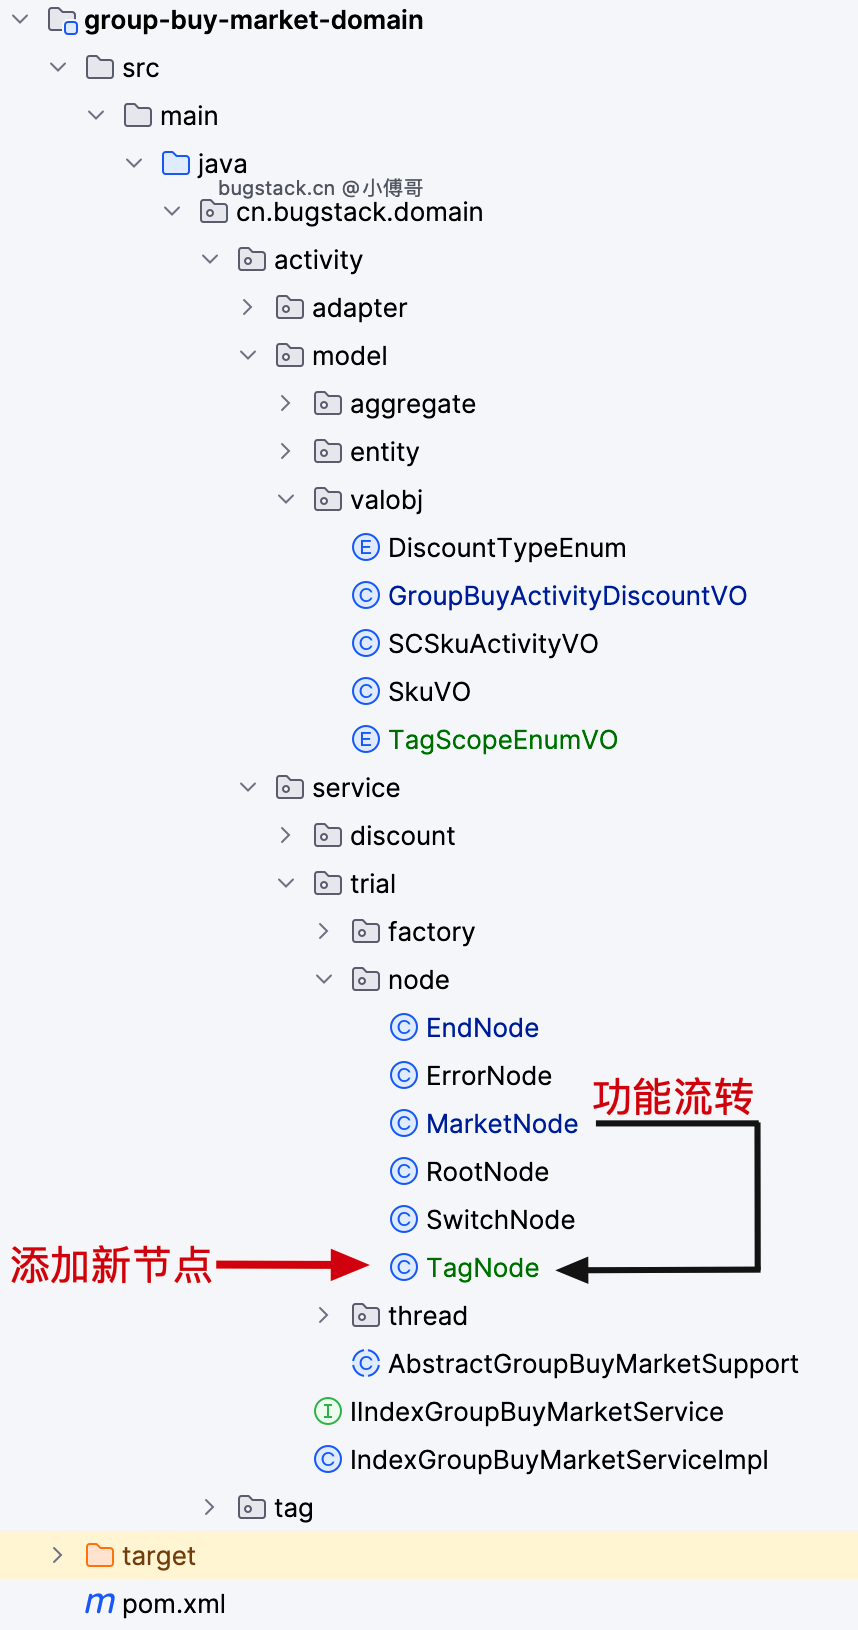 group-buy-market-domain
src
main
java
bugstack.cn @小傅哥
cn.bugstack.domain
activity
adapter
model
aggregate
entity
valobj
DiscountTypeEnum
GroupBuyActivityDiscountVO
SCSkuActivityVO
SkuVO
TagScopeEnumVO
service
discount
trial
factory
node
EndNode
ErrorNode
功能流转
MarketNode
RootNode
SwitchNode
添加新节点
TagNode
thread
AbstractGroupBuyMarketSupport
IIndexGroupBuyMarketService
IndexGroupBuyMarketServiceImpl
tag
target
pom.xml